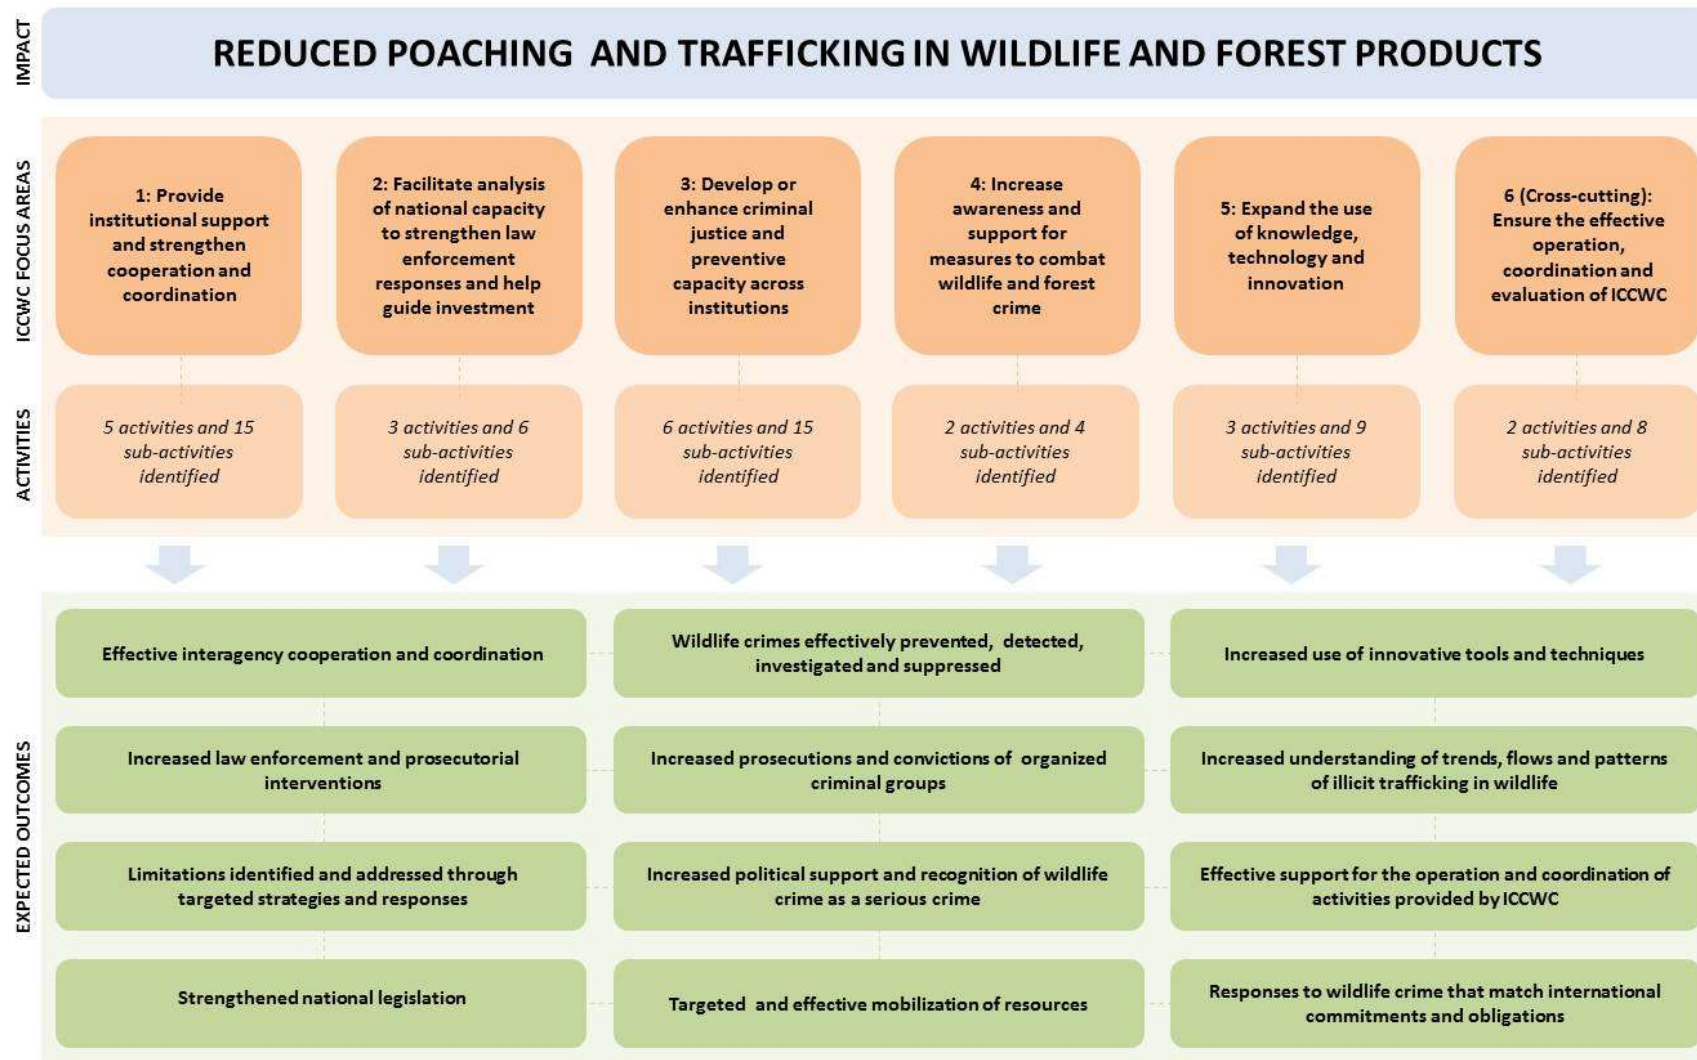 IMPACT
REDUCED POACHING AND TRAFFICKING IN WILDLIFE AND FOREST PRODUCTS
ICCWC FOCUS AREAS
1: Provide
institutional support
and strengthen
cooperation and
coordination
2: Facilitate analysis
of national capacity
to strengthen law
enforcement
responses and help
guide investment
3: Develop or
enhance criminal
justice and
preventive
capacity across
institutions
4: Increase
awareness and
support for
measures to combat
wildlife and forest
crime
5: Expand the use
of knowledge,
technology and
innovation
6 (Cross-cutting):
Ensure the effective
operation,
coordination and
evaluation of ICCWC
ACTIVITIES
5 activities and 15
sub-activities
identified
3 activities and 6
sub-activities
identified
6 activities and 15
sub-activities
identified
2 activities and 4
sub-activities
identified
3 activities and 9
sub-activities
identified
2 activities and 8
sub-activities
identified
EXPECTED OUTCOMES
Effective interagency cooperation and coordination
Wildlife crimes effectively prevented, detected,
investigated and suppressed
Increased use of innovative tools and techniques
Increased law enforcement and prosecutorial
interventions
Increased prosecutions and convictions of organized
criminal groups
Increased understanding of trends, flows and patterns
of illicit trafficking in wildlife
Limitations identified and addressed through
targeted strategies and responses
Increased political support and recognition of wildlife
crime as a serious crime
Effective support for the operation and coordination of
activities provided by ICCWC
Strengthened national legislation
Targeted and effective mobilization of resources
Responses to wildlife crime that match international
commitments and obligations